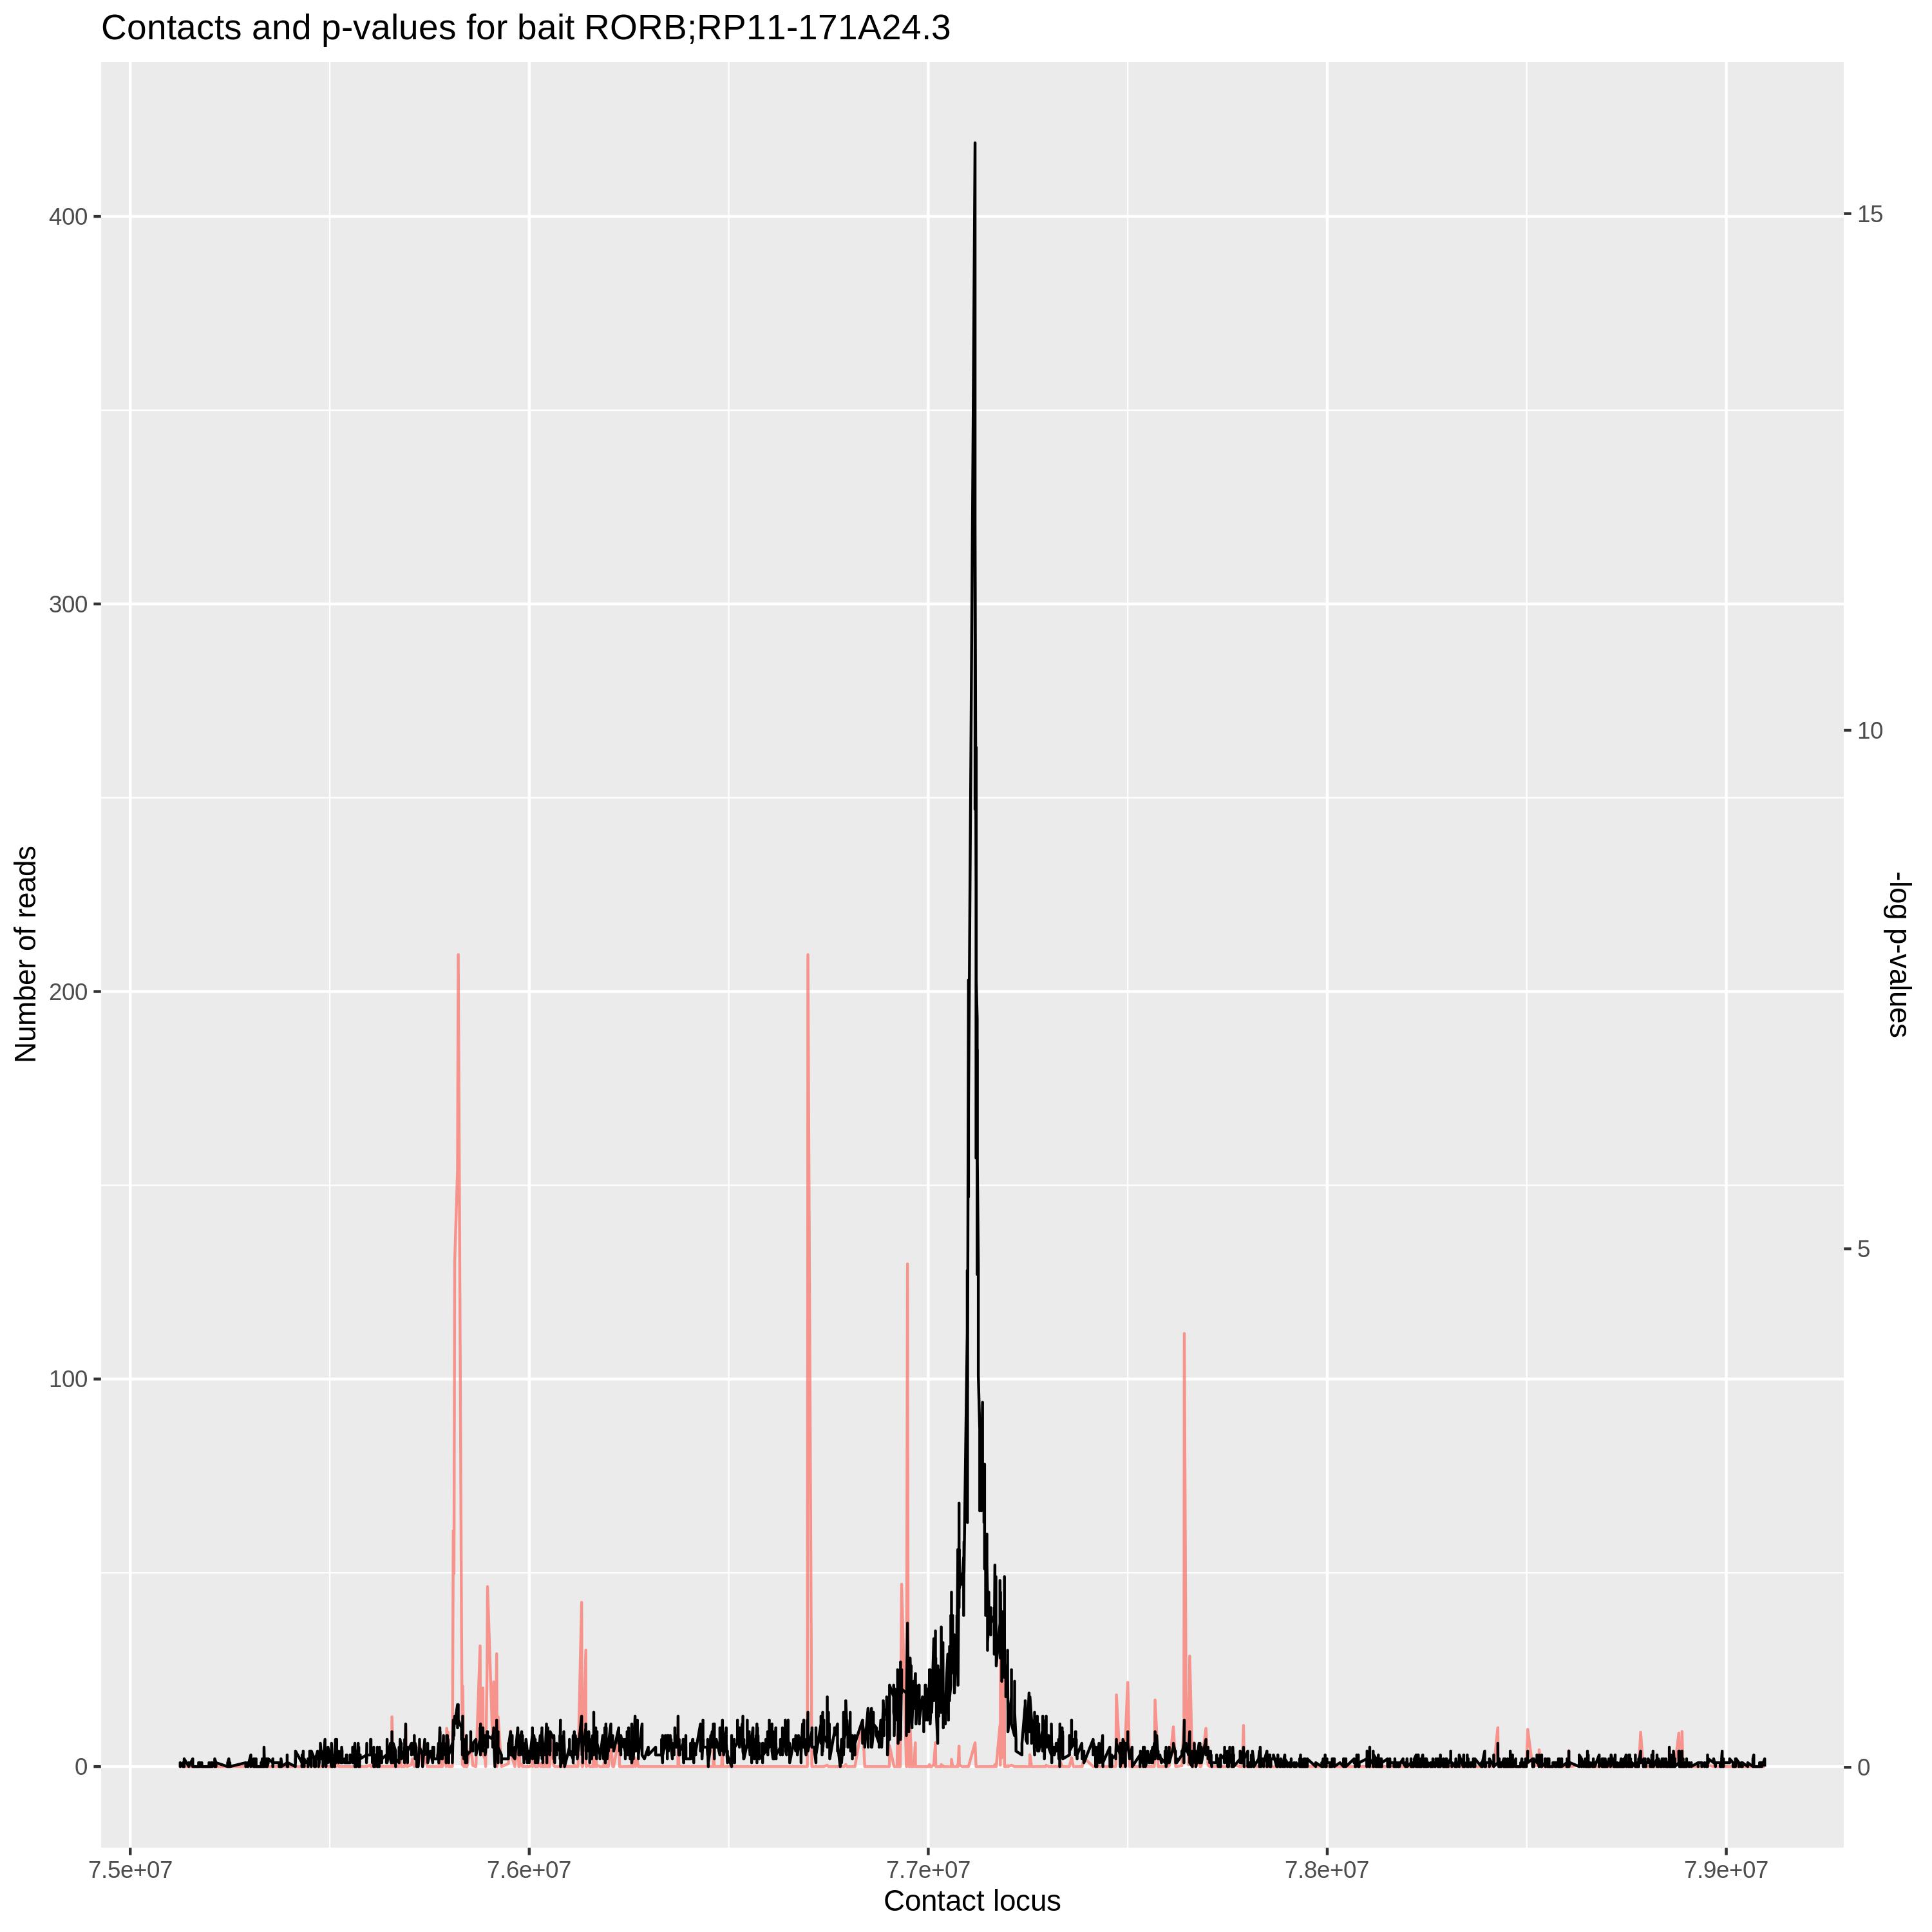 Contacts and p-values for bait RORB;RP11-171A24.3
Number of reads
400
300
200
100
0
15
10
5
0
-log p-values
7.5e+07
7.6e+07
7.7e+07
7.8e+07
7.9e+07
Contact locus